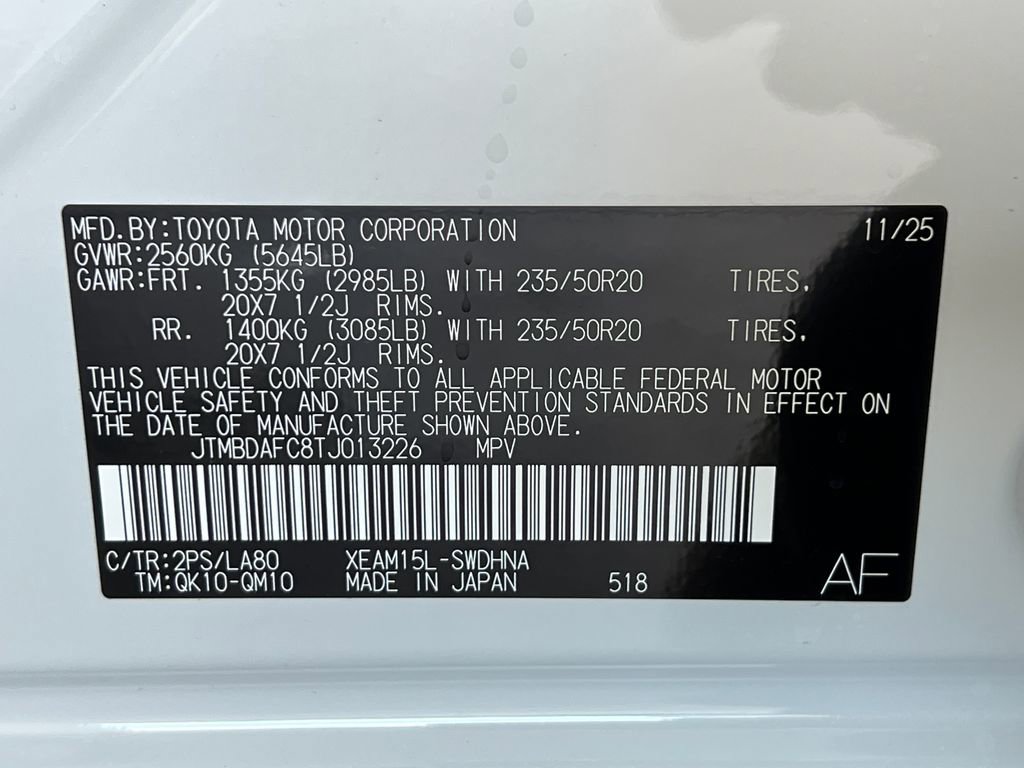 MFD.BY:TOYOTA MOTOR CORPORATION 11/25
GVWR:2560KG (5645LB)
GAWR:FRT. 1355KG (2985LB) WITH 235/50R20 TIRES,
20X7 1/2J RIMS.
RR. 1400KG (3085LB) WITH 235/50R20 TIRES,
20X7 1/2J RIMS.
THIS VEHICLE CONFORMS TO ALL APPLICABLE FEDERAL MOTOR
VEHICLE SAFETY AND THEFT PREVENTION STANDARDS IN EFFECT ON
THE DATE OF MANUFACTURE SHOWN ABOVE.
JTMBDAFC8TJ013226 MPV
C/TR:2PS/LA80 XEAM15L-SWDHNA
TM:QK10-QM10 MADE IN JAPAN 518 AF